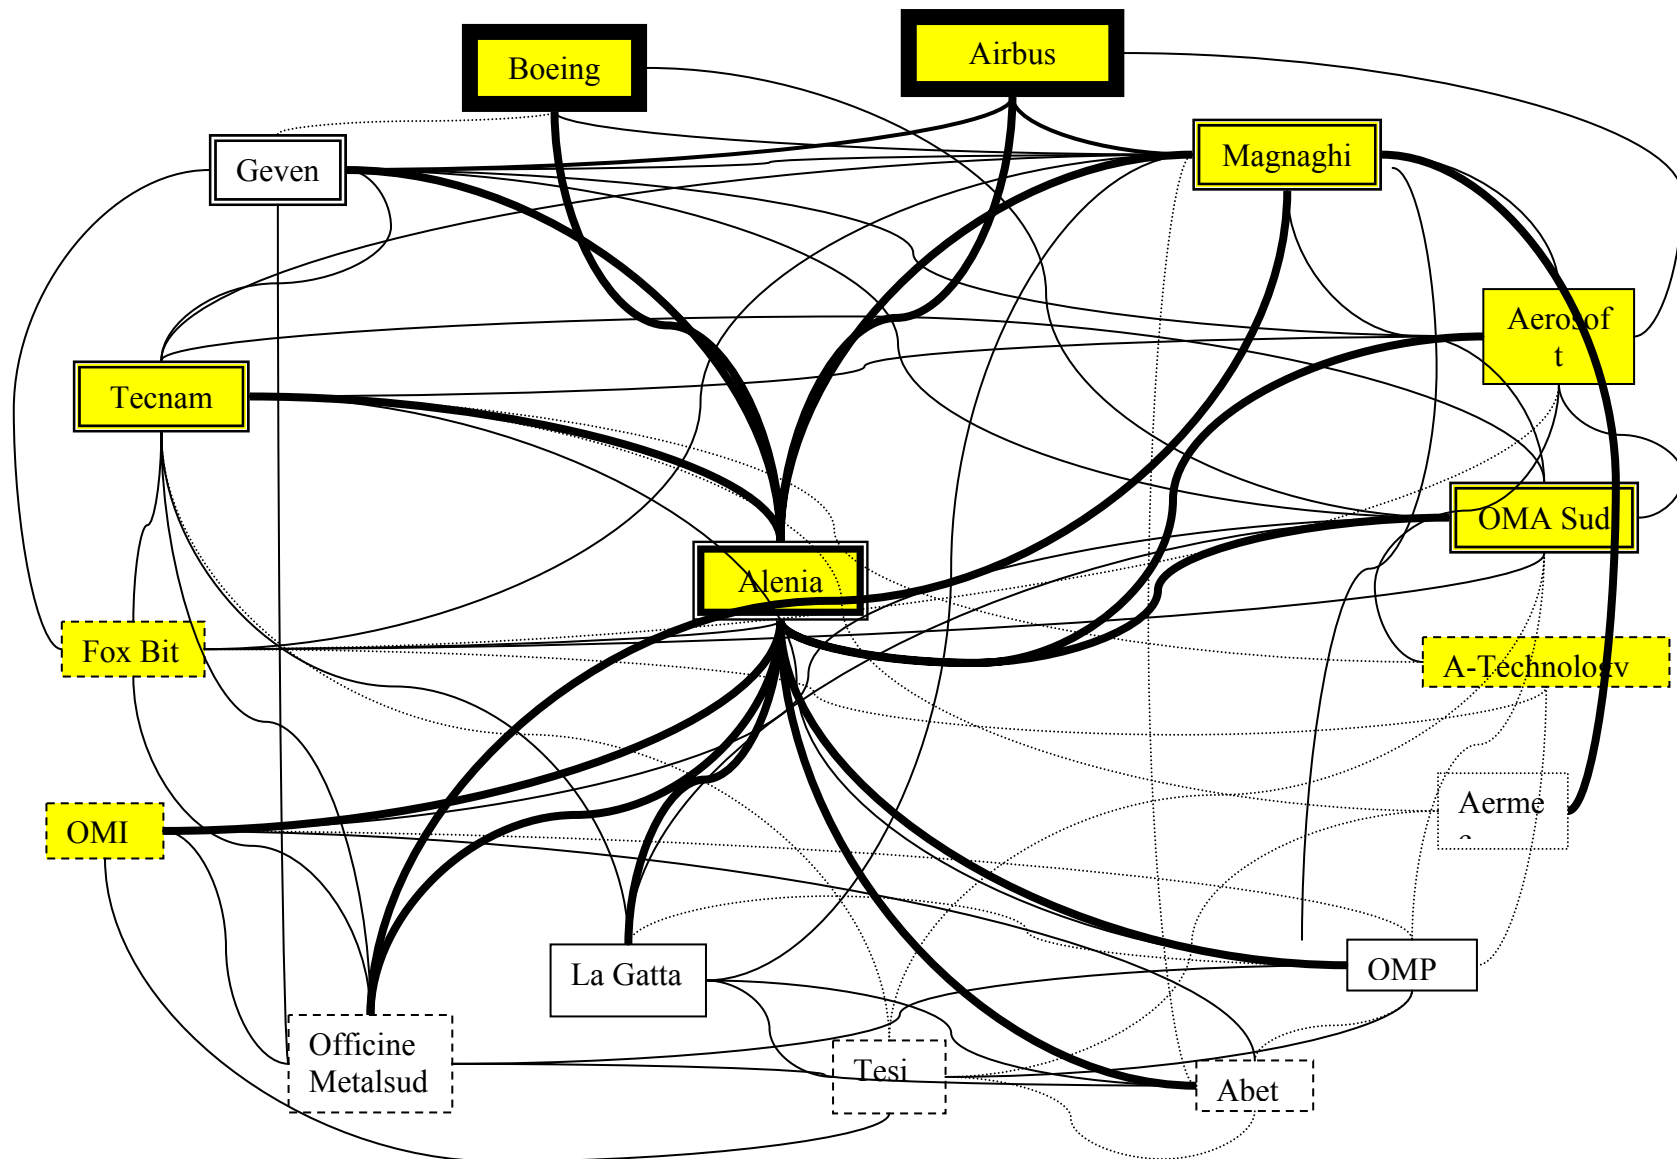 Boeing
Airbus
Geven
Magnaghi
Aerosof
t
Tecnam
OMA Sud
Alenia
Fox Bit
A-Technology
OMI
Aerme
La Gatta
OMP
Officine
Metalsud
Tesi
Abet